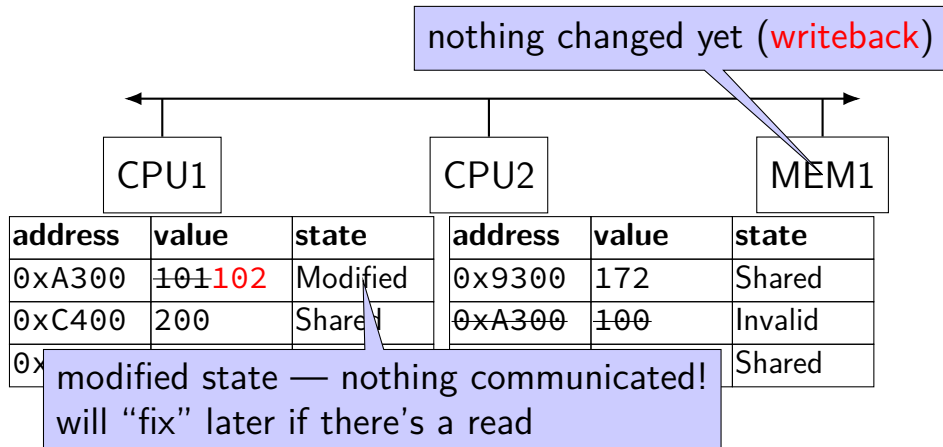 nothing changed yet (writeback)
CPU1 CPU2 MEM1
address value state address value state
0xA300 101102 Modified 0x9300 172 Shared
0xC400 200 Shared 0xA300 100 Invalid
Shared
modified state — nothing communicated!
will “fix” later if there's a read